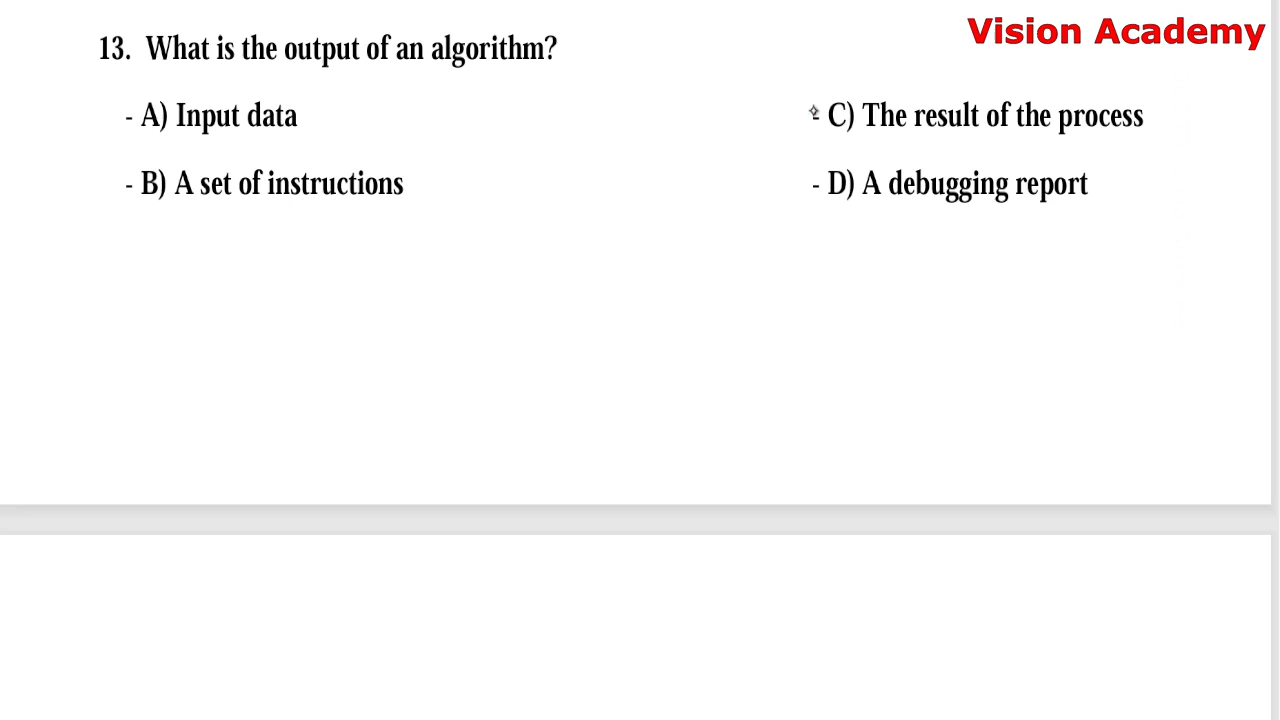 Vision Academy
13. What is the output of an algorithm?
- A) Input data
- B) A set of instructions
- C) The result of the process
- D) A debugging report